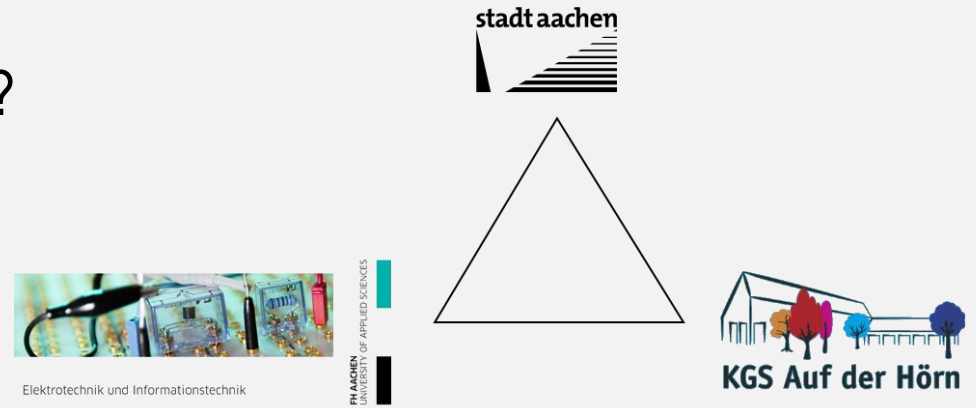 stadt aachen
?
Elektrotechnik und Informationstechnik
FH AACHEN
UNIVERSITY OF APPLIED SCIENCES
KGS Auf der Hörn